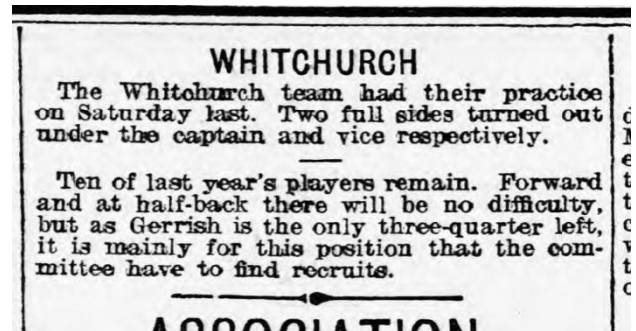 WHITCHURCH
The Whitchurch team had their practice
on Saturday last. Two full sides turned out
under the captain and vice respectively.
Ten of last year's players remain. Forward
and at half-back there will be no difficulty,
but as Gerrish is the only three-quarter left,
it is mainly for this position that the com-
mittee have to find recruits.
ASSOCIATION